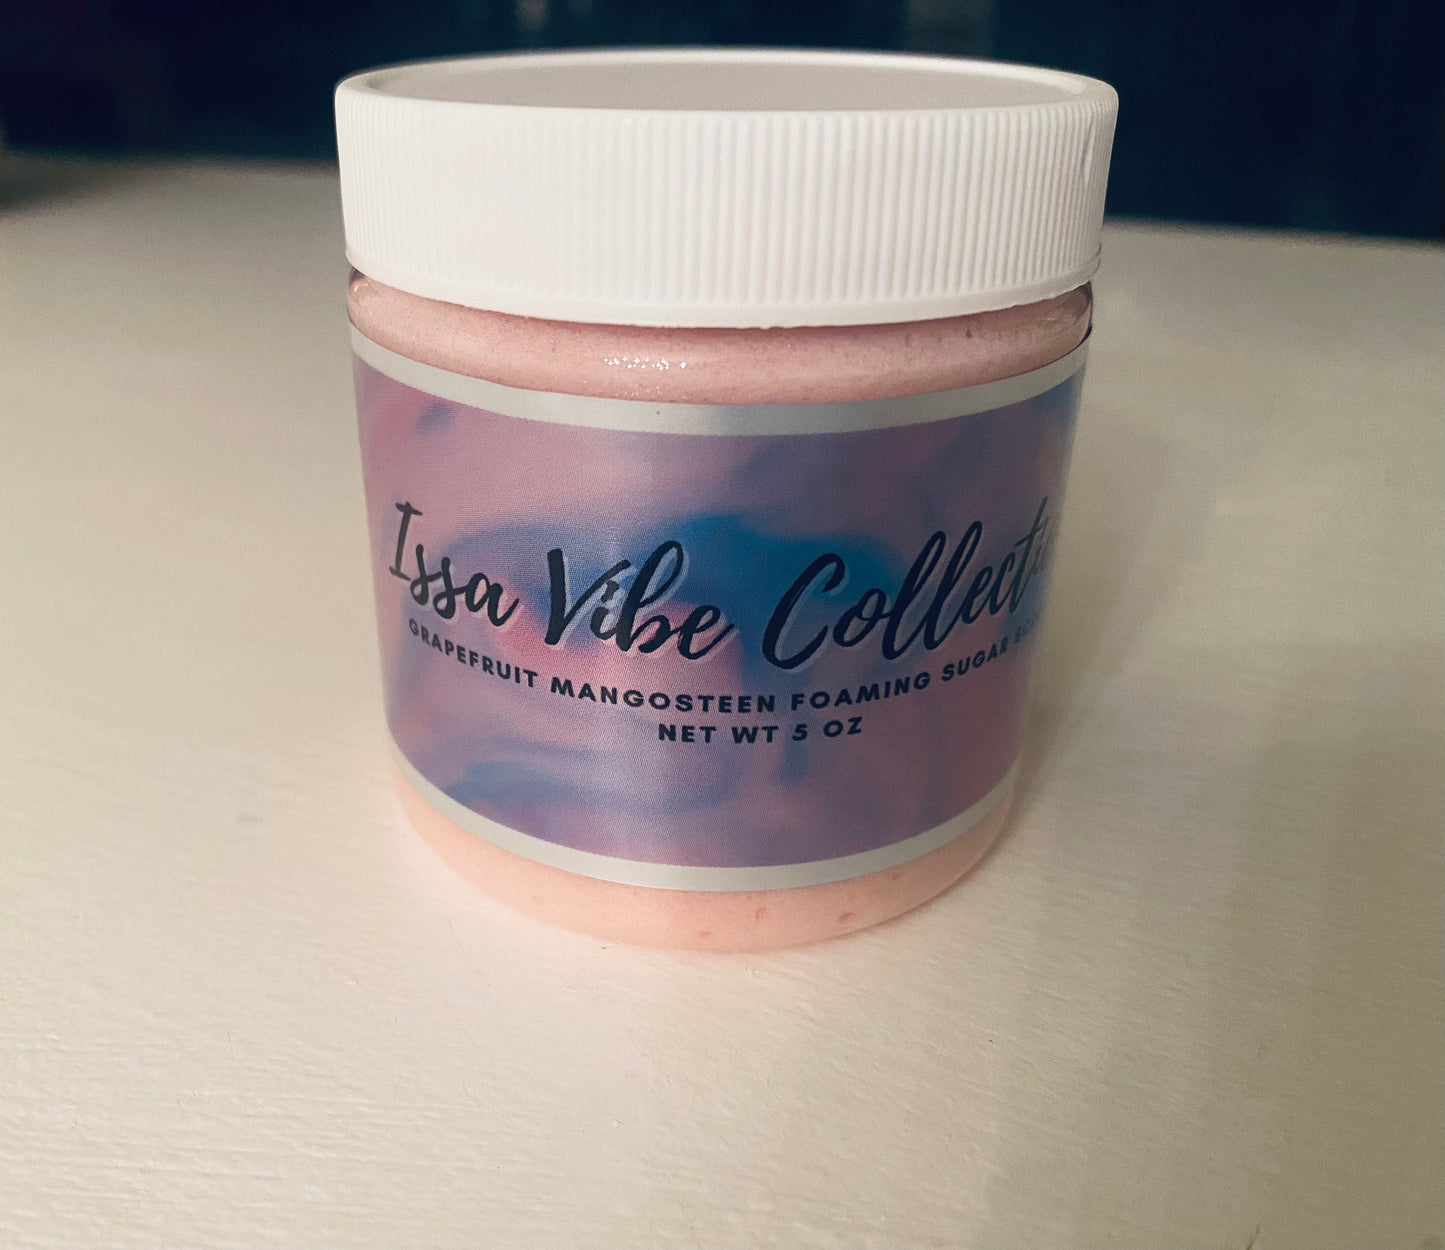 Issa Vibe
GRAPEFRUIT MANGOSTEEN FOAMING SUGAR
NET WT 5 OZ